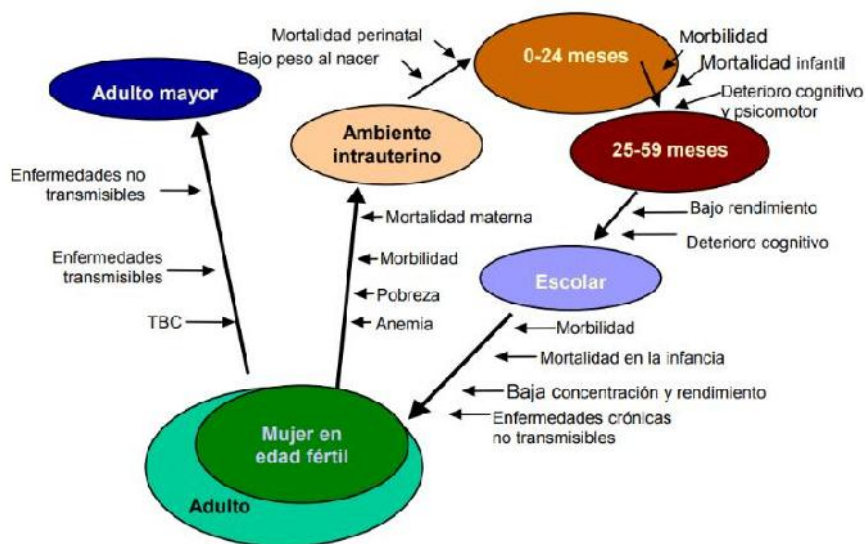 Mortalidad perinatal
Bajo peso al nacer
0-24 meses
Morbilidad
Mortalidad infantil
Deterioro cognitivo
y psicomotor
Adulto mayor
Ambiente
intrauterino
25-59 meses
Enfermedades no
transmisibles
Mortalidad materna
Bajo rendimiento
Deterioro cognitivo
Enfermedades
transmisibles
Morbilidad
Escolar
Pobreza
TBC
Anemia
Morbilidad
Mortalidad en la infancia
Baja concentración y rendimiento
Enfermedades crónicas
no transmisibles
Mujer en
edad fértil
Adulto